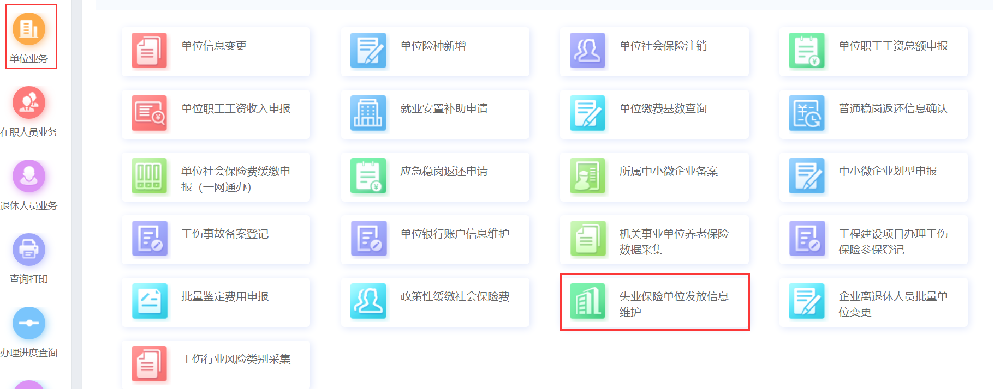 单位业务
在职人员业务
退休人员业务
查询打印
办理进度查询
单位信息变更
单位险种新增
单位社会保险注销
单位职工工资总额申报
单位职工工资收入申报
就业安置补助申请
单位缴费基数查询
普通稳岗返还信息确认
单位社会保险费缓缴申
报（一网通办）
应急稳岗返还申请
所属中小微企业备案
中小微企业划型申报
工伤事故备案登记
单位银行账户信息维护
机关事业单位养老保险
数据采集
工程建设项目办理工伤
保险参保登记
批量鉴定费用申报
政策性缓缴社会保险费
失业保险单位发放信息
维护
企业离退休人员批量单
位变更
工伤行业风险类别采集